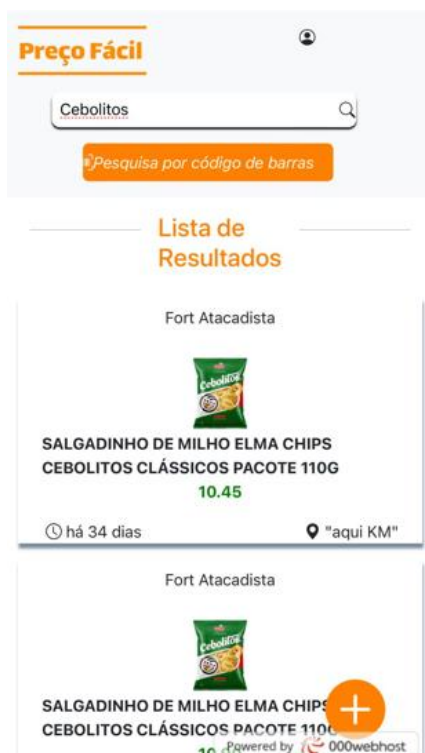 Preço Fácil
Cebolitos
Pesquisa por código de barras
Lista de
Resultados
Fort Atacadista
Cebolitos
SALGADINHO DE MILHO ELMA CHIPS
CEBOLITOS CLÁSSICOS PACOTE 110G
10.45
há 34 dias
"aqui KM"
Fort Atacadista
Cebolitos
SALGADINHO DE MILHO ELMA CHIPS
CEBOLITOS CLÁSSICOS PACOTE 110G
Powered by 000webhost